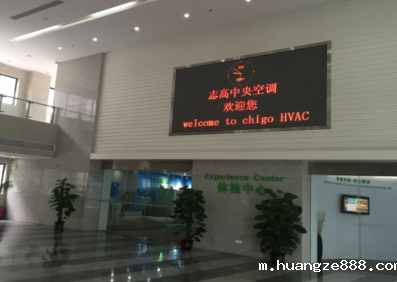 志高中央空调
欢迎您
welcome to chigo HVAC
Experience Center
体验中心
m.huangze888.com